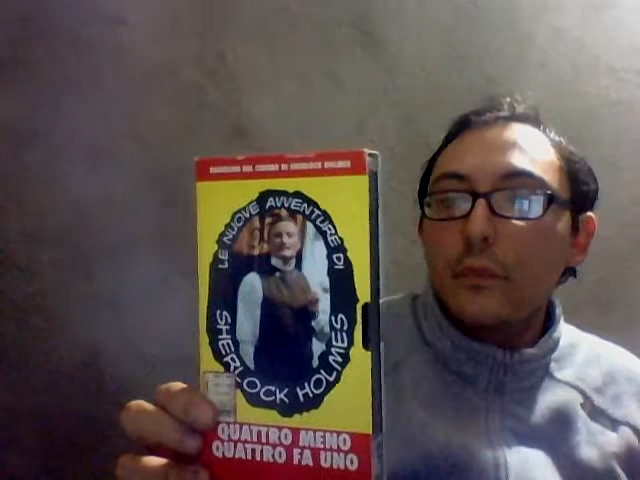 LE NUOVE AVVENTURE DI
SHERLOCK HOLMES
QUATTRO MENO
QUATTRO FA UNO